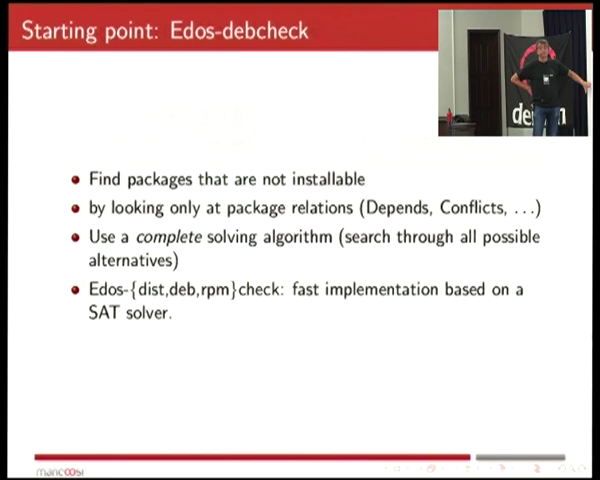 Starting point: Edos-debcheck
Find packages that are not installable
by looking only at package relations (Depends, Conflicts, ...)
Use a complete solving algorithm (search through all possible
alternatives)
Edos-{dist,deb,rpm}check: fast implementation based on a
SAT solver.
mancoosi